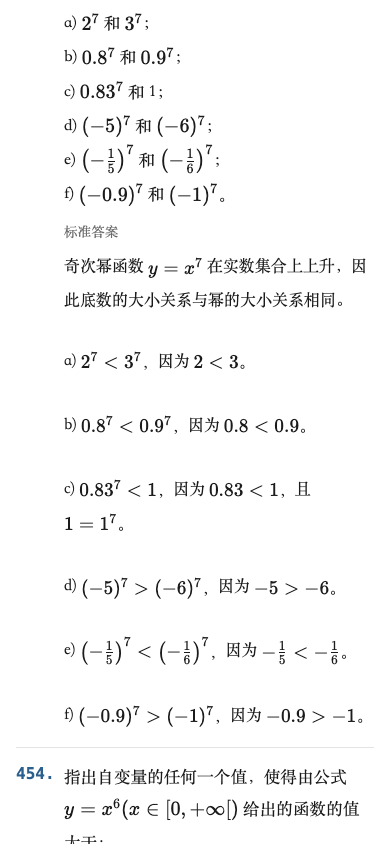 a) 2⁷ 和 3⁷；
b) 0.8⁷ 和 0.9⁷；
c) 0.83⁷ 和 1；
d) (−5)⁷ 和 (−6)⁷；
e) (−1/5)⁷ 和 (−1/6)⁷；
f) (−0.9)⁷ 和 (−1)⁷。
标准答案
奇次幂函数 y = x⁷ 在实数集合上上升，因
此底数的大小关系与幂的大小关系相同。
a) 2⁷ < 3⁷，因为 2 < 3。
b) 0.8⁷ < 0.9⁷，因为 0.8 < 0.9。
c) 0.83⁷ < 1，因为 0.83 < 1，且
1 = 1⁷。
d) (−5)⁷ > (−6)⁷，因为 −5 > −6。
e) (−1/5)⁷ < (−1/6)⁷，因为 −1/5 < −1/6。
f) (−0.9)⁷ > (−1)⁷，因为 −0.9 > −1。
454. 指出自变量的任何一个值，使得由公式
y = x⁶(x ∈ [0, +∞[) 给出的函数的值
大于：